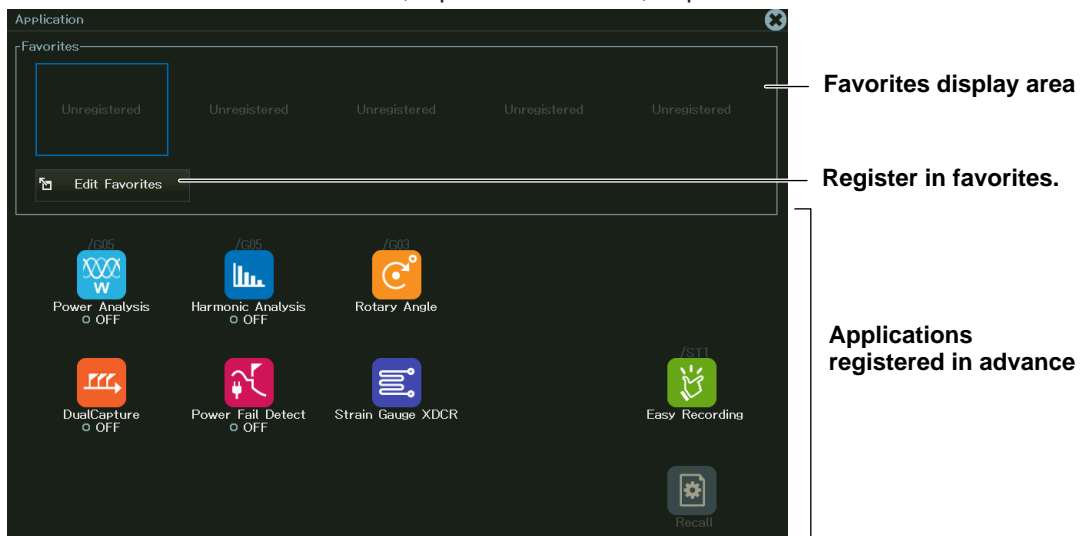 Application
Favorites
Favorites display area
Unregistered Unregistered Unregistered Unregistered Unregistered
Edit Favorites
Register in favorites.
/G05 /G05 /G03
W
Power Analysis Harmonic Analysis Rotary Angle
OFF OFF
Applications
registered in advance
/ST1
DualCapture Power Fail Detect Strain Gauge XDCR Easy Recording
OFF OFF
Recall